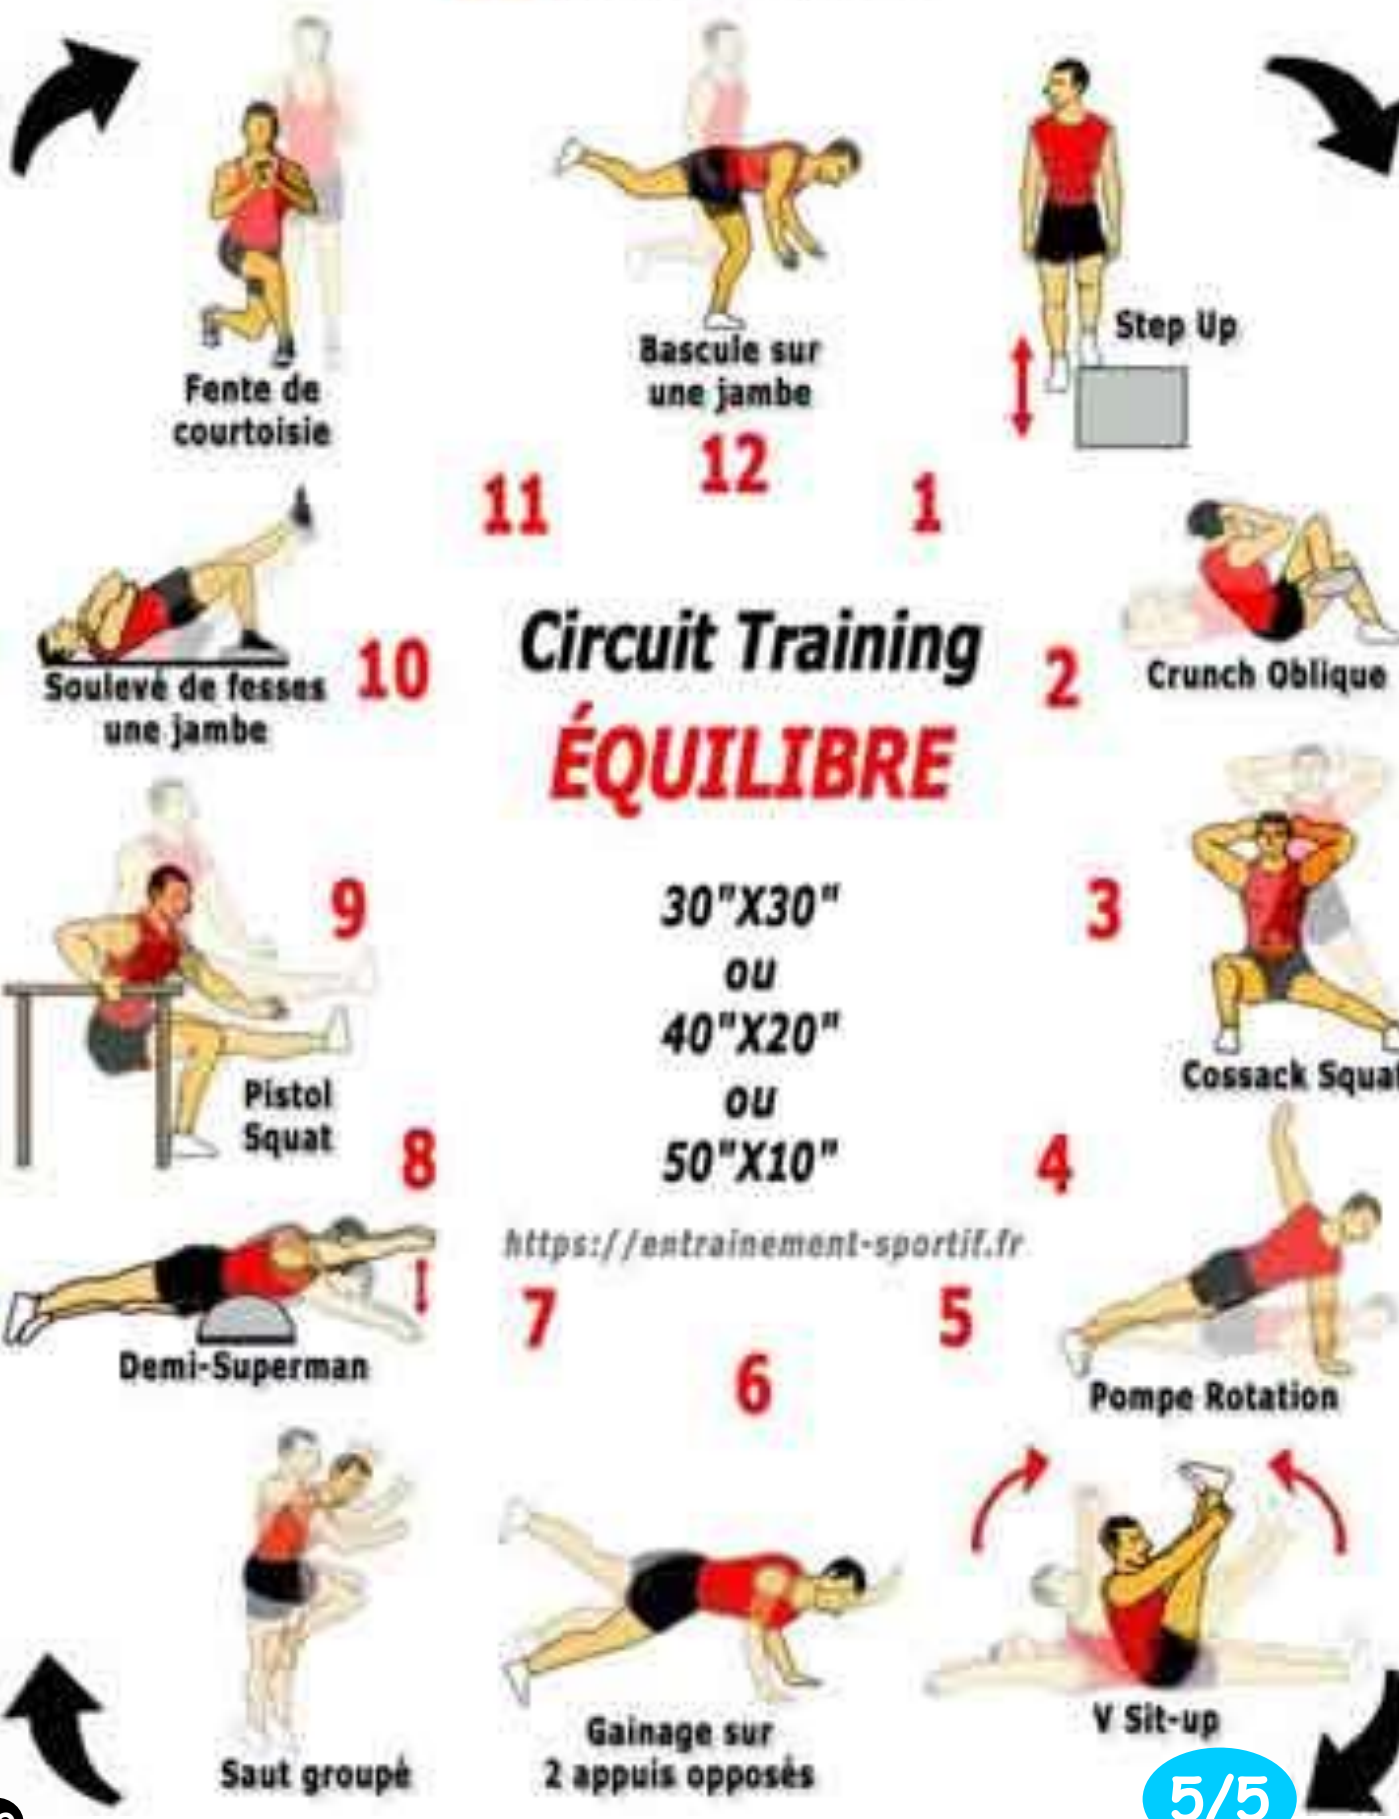 Fente de
courtoisie
11
Bascule sur
une jambe
12
Step Up
1
Soulevé de fesses
une jambe
10
Circuit Training
ÉQUILIBRE
2
Crunch Oblique
9
Pistol
Squat
30"X30"
ou
40"X20"
ou
50"X10"
3
Cossack Squat
8
Demi-Superman
https://entrainement-sportif.fr
4
Pompe Rotation
7
Saut groupé
6
Gainage sur
2 appuis opposés
5
V Sit-up
5/5